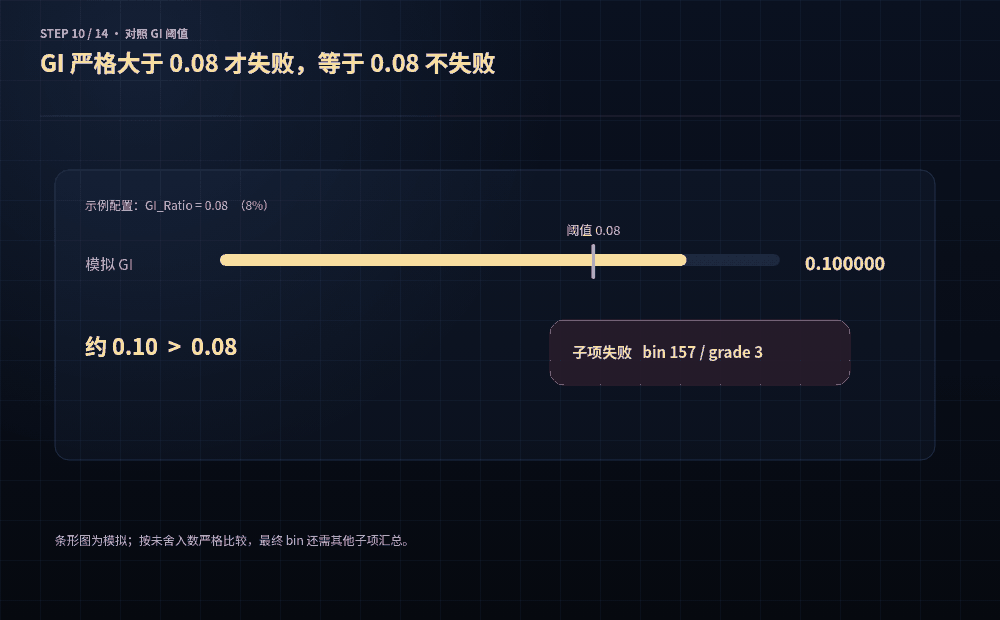 STEP 10 / 14 · 对照 GI 阈值
GI 严格大于 0.08 才失败，等于 0.08 不失败
示例配置：GI_Ratio = 0.08 （8%）
阈值 0.08
模拟 GI
0.100000
约 0.10 > 0.08
子项失败 bin 157 / grade 3
条形图为模拟；按未舍入数严格比较，最终 bin 还需其他子项汇总。